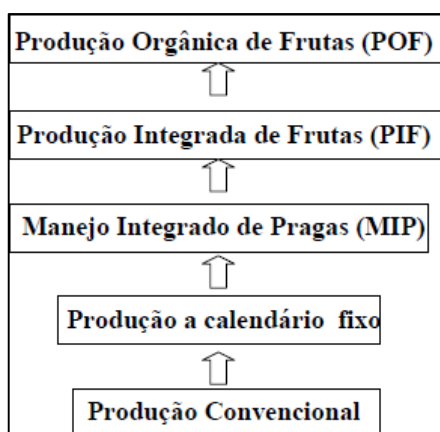 Produção Orgânica de Frutas (POF)
Produção Integrada de Frutas (PIF)
Manejo Integrado de Pragas (MIP)
Produção a calendário fixo
Produção Convencional